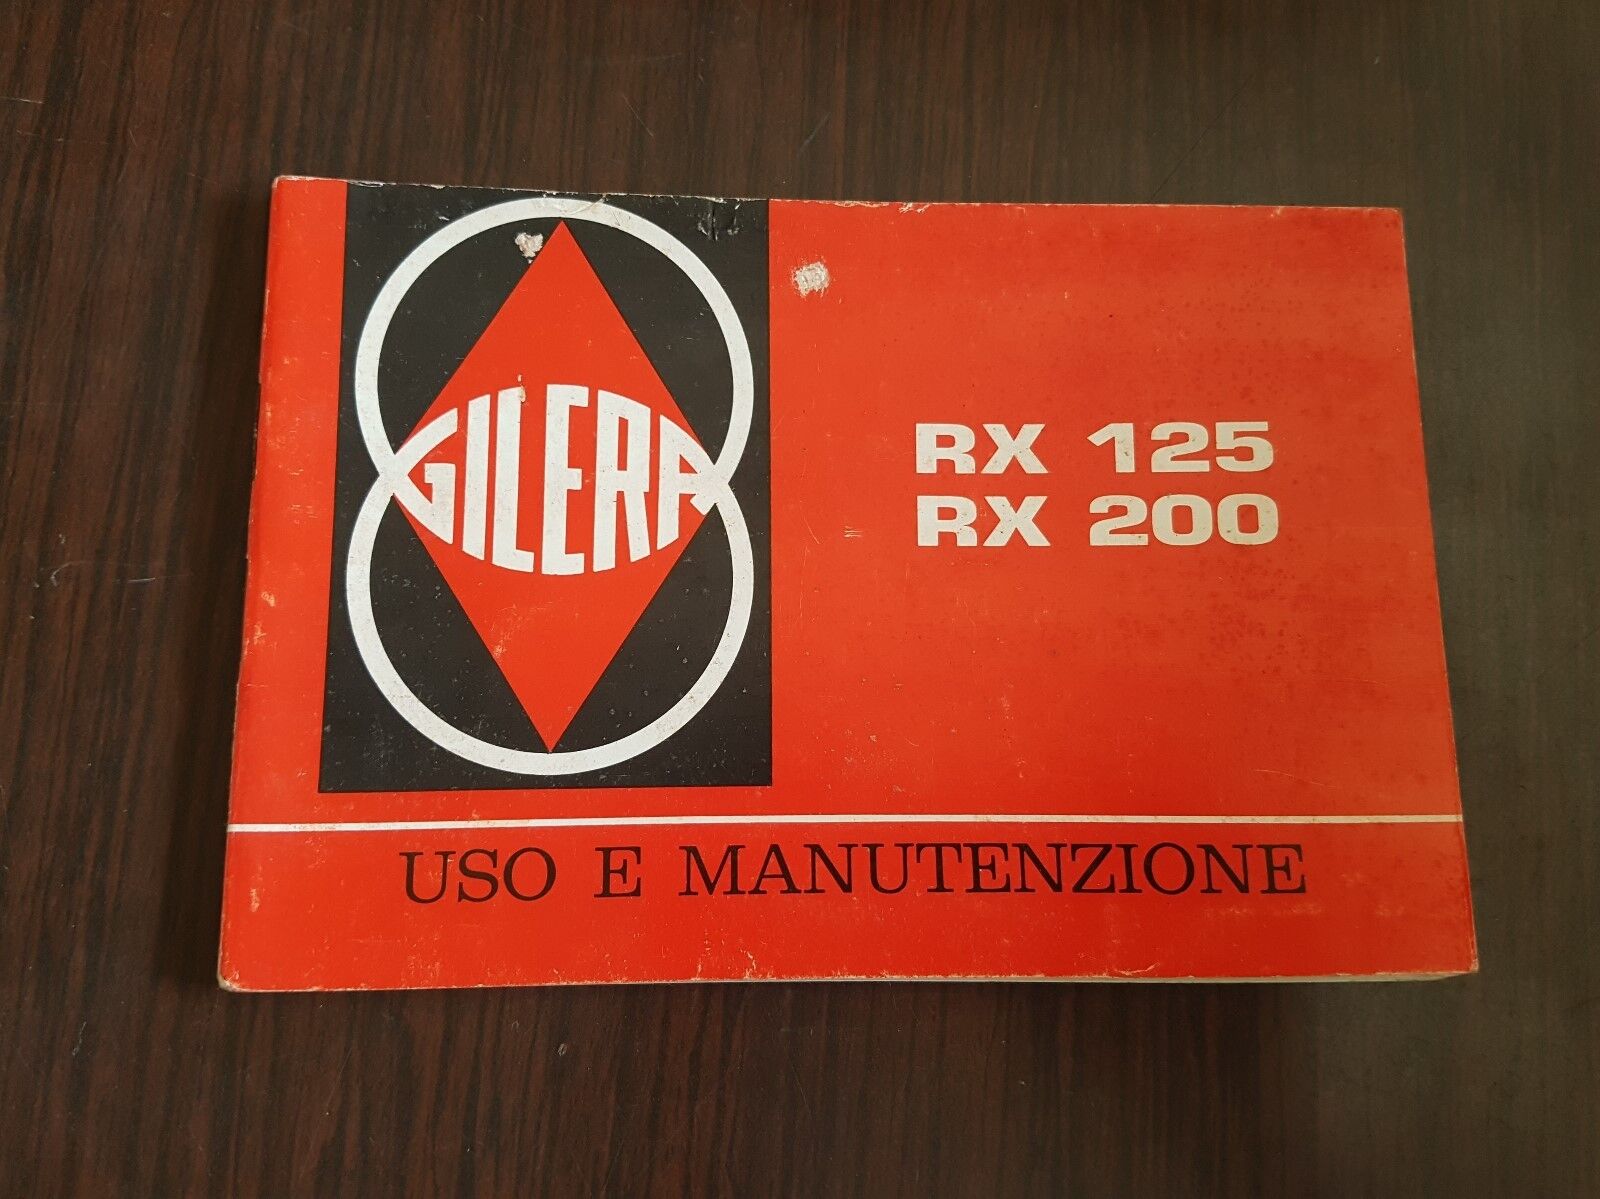 GILERA
RX 125
RX 200
USO E MANUTENZIONE